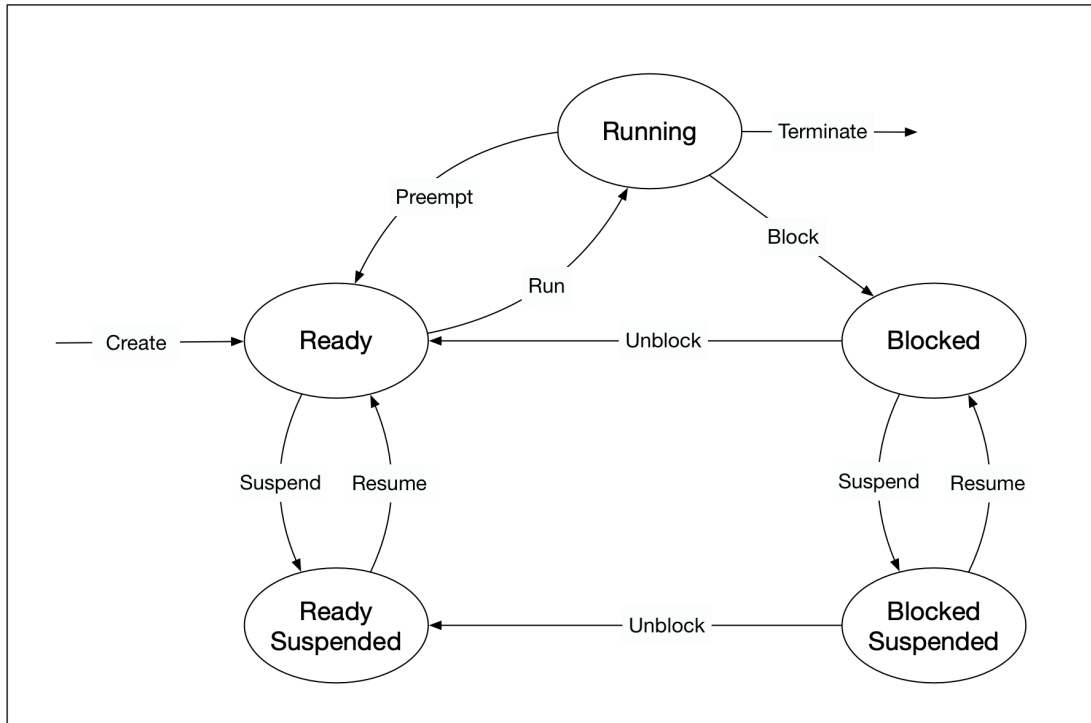 Running
Terminate
Preempt
Block
Run
Create
Ready
Unblock
Blocked
Suspend
Resume
Suspend
Resume
Ready
Suspended
Unblock
Blocked
Suspended